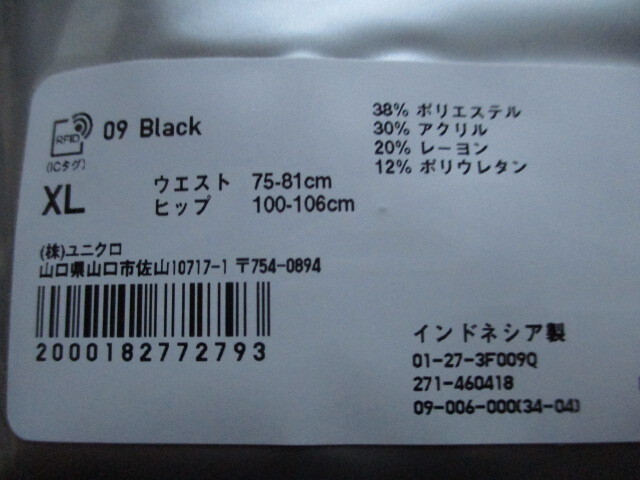 RFID
(ICタグ)
09 Black
XL
ウエスト 75-81cm
ヒップ 100-106cm
38% ポリエステル
30% アクリル
20% レーヨン
12% ポリウレタン
(株)ユニクロ
山口県山口市佐山10717-1 〒754-0894
2000182772793
インドネシア製
01-27-3F009Q
271-460418
09-006-000(34-04)